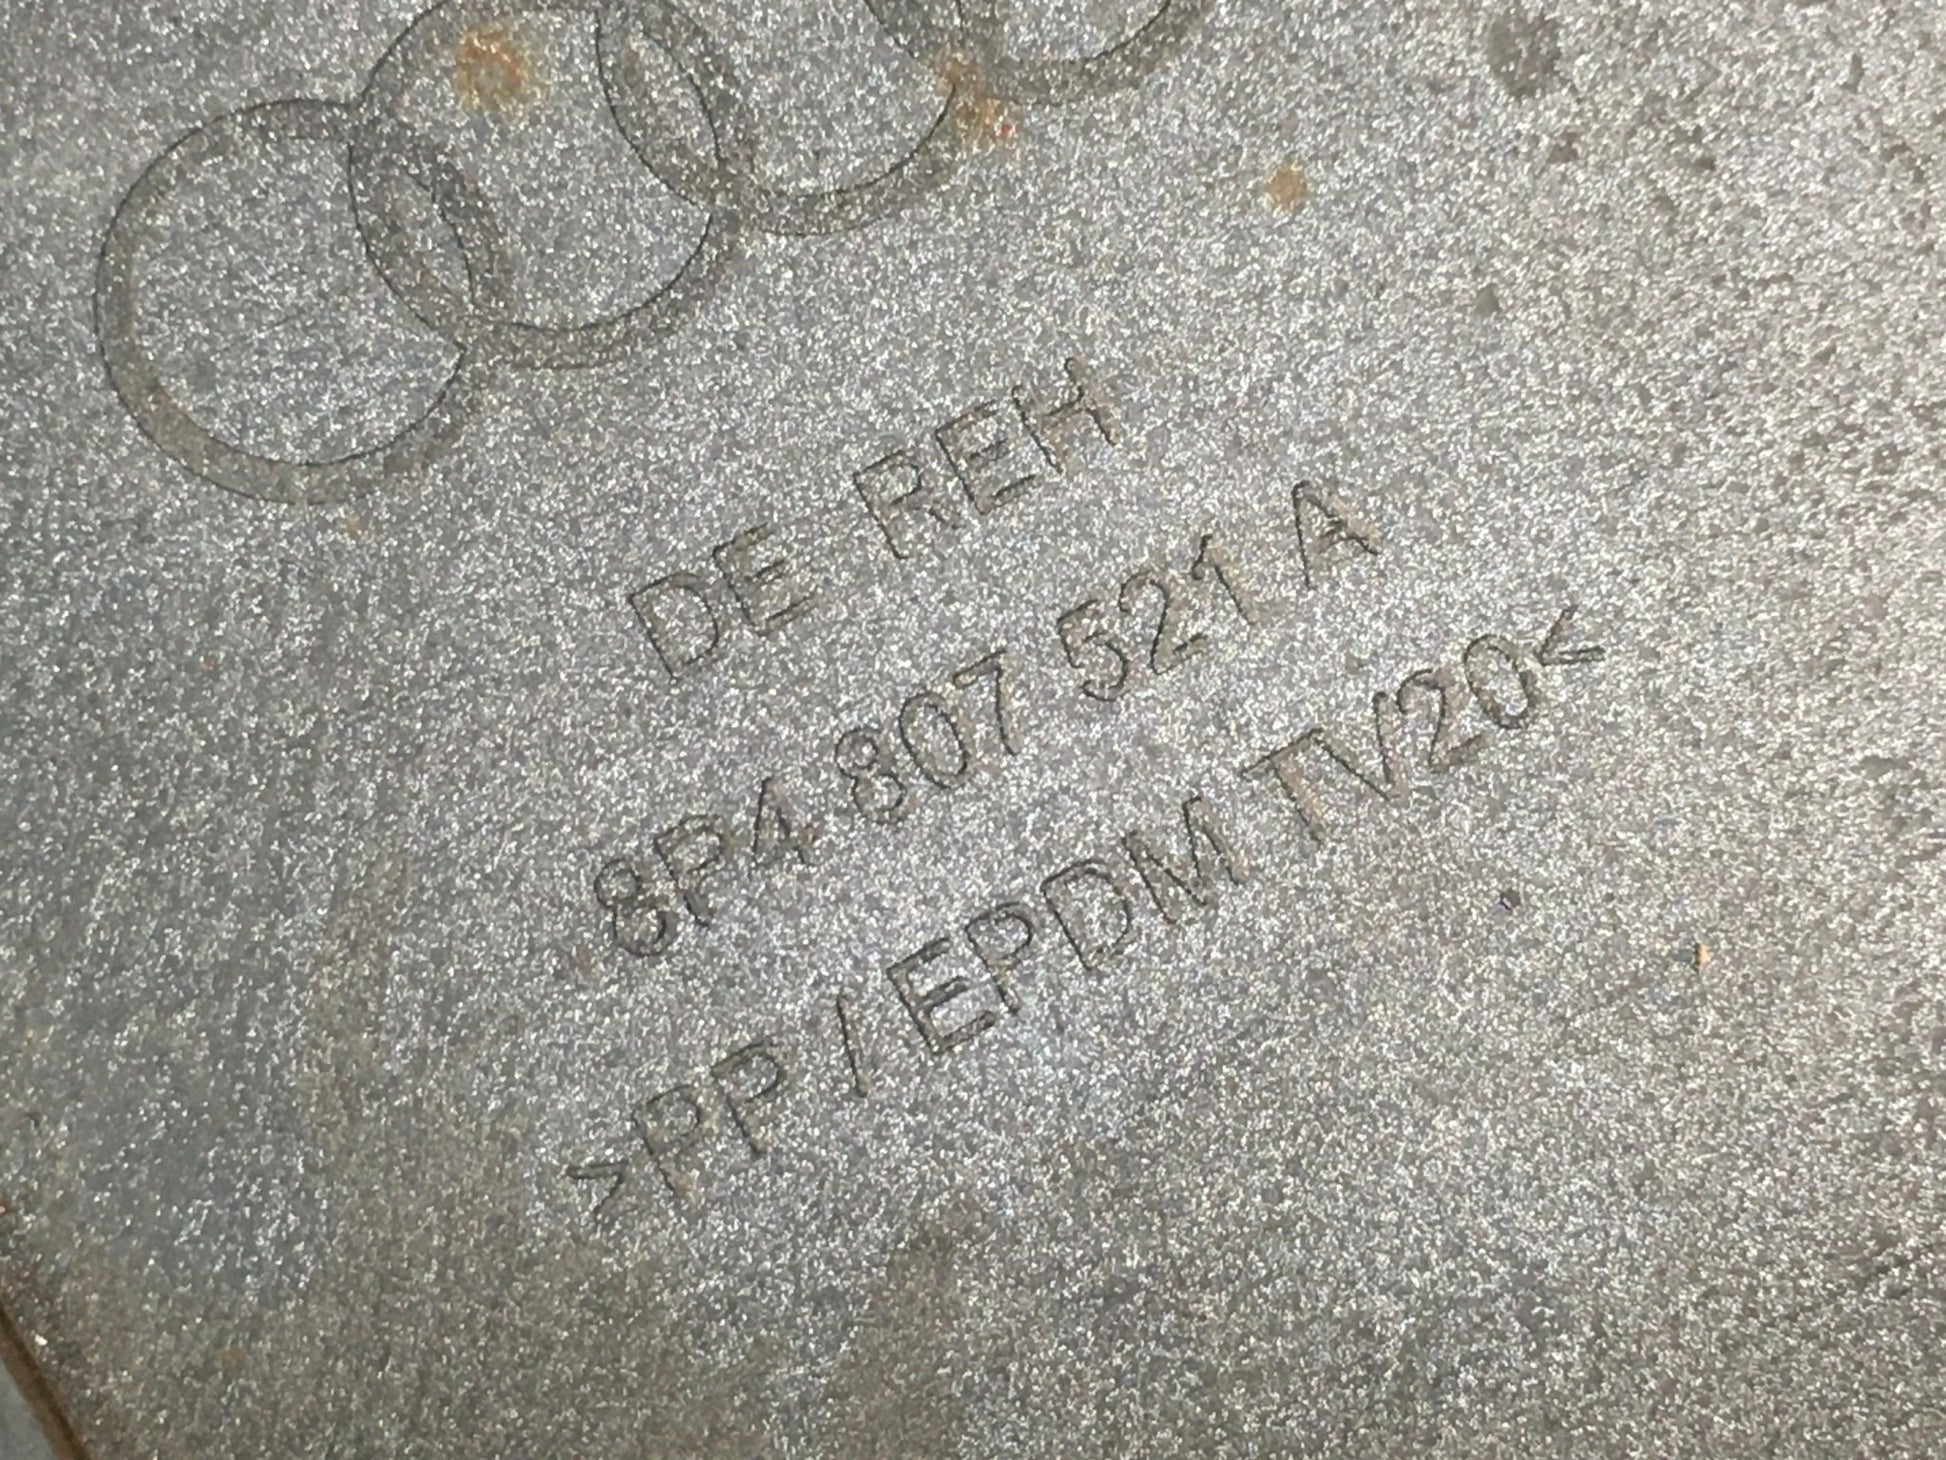 DE REH
8P4 807 521 A
>PP/EPDM TV20<